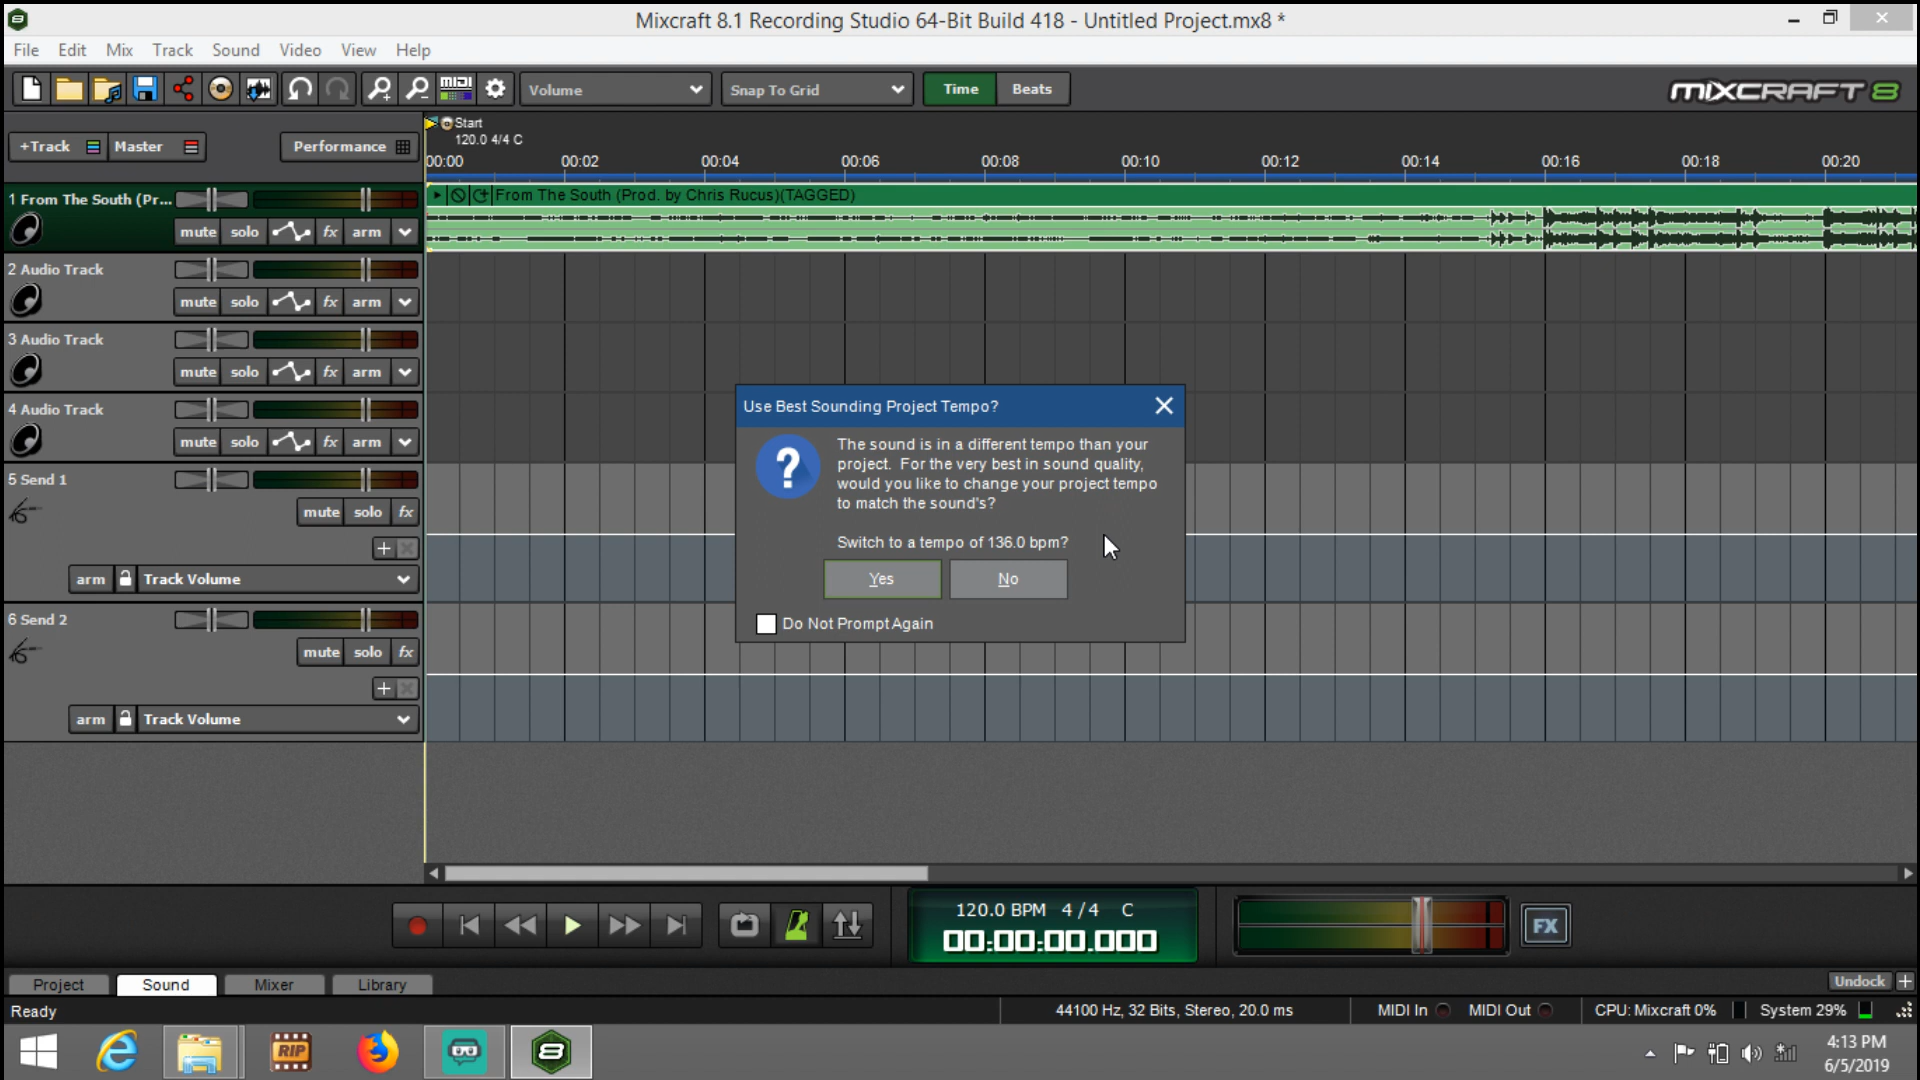 Mixcraft 8.1 Recording Studio 64-Bit Build 418 - Untitled Project.mx8 *
File Edit Mix Track Sound Video View Help
MIDI Volume Snap To Grid Time Beats MIXCRAFT 8
Start
120.0 4/4 C
+Track Master Performance
00:00 00:02 00:04 00:06 00:08 00:10 00:12 00:14 00:16 00:18 00:20
1 From The South (Pr...
From The South (Prod. by Chris Rucus)(TAGGED)
mute solo fx arm
2 Audio Track
mute solo fx arm
3 Audio Track
mute solo fx arm
4 Audio Track
mute solo fx arm
5 Send 1
mute solo fx
arm Track Volume
6 Send 2
mute solo fx
arm Track Volume
Use Best Sounding Project Tempo?
The sound is in a different tempo than your
project. For the very best in sound quality,
would you like to change your project tempo
to match the sound's?
Switch to a tempo of 136.0 bpm?
Yes No
Do Not Prompt Again
120.0 BPM 4/4 C
00:00:00.000
FX
Project Sound Mixer Library Undock
Ready 44100 Hz, 32 Bits, Stereo, 20.0 ms MIDI In MIDI Out CPU: Mixcraft 0% System 29%
RIP
8
4:13 PM
6/5/2019